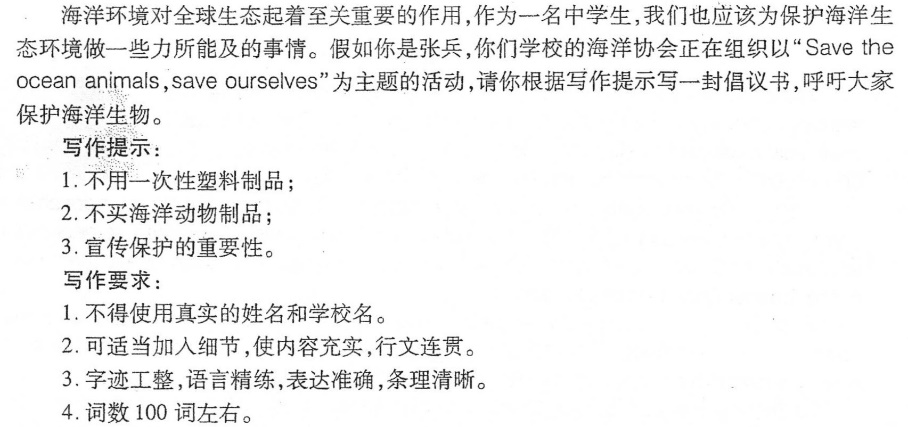 海洋环境对全球生态起着至关重要的作用,作为一名中学生,我们也应该为保护海洋生
态环境做一些力所能及的事情。假如你是张兵,你们学校的海洋协会正在组织以“Save the
ocean animals,save ourselves”为主题的活动,请你根据写作提示写一封倡议书,呼吁大家
保护海洋生物。
写作提示:
1. 不用一次性塑料制品;
2. 不买海洋动物制品;
3. 宣传保护的重要性。
写作要求:
1. 不得使用真实的姓名和学校名。
2. 可适当加入细节,使内容充实,行文连贯。
3. 字迹工整,语言精练,表达准确,条理清晰。
4. 词数 100 词左右。